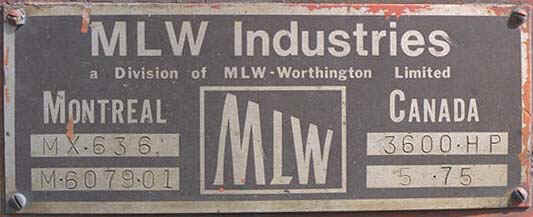 MLW Industries
a Division of MLW-Worthington Limited
MONTREAL
MX·636
M·6079·01
MLW
CANADA
3600·HP
5·75